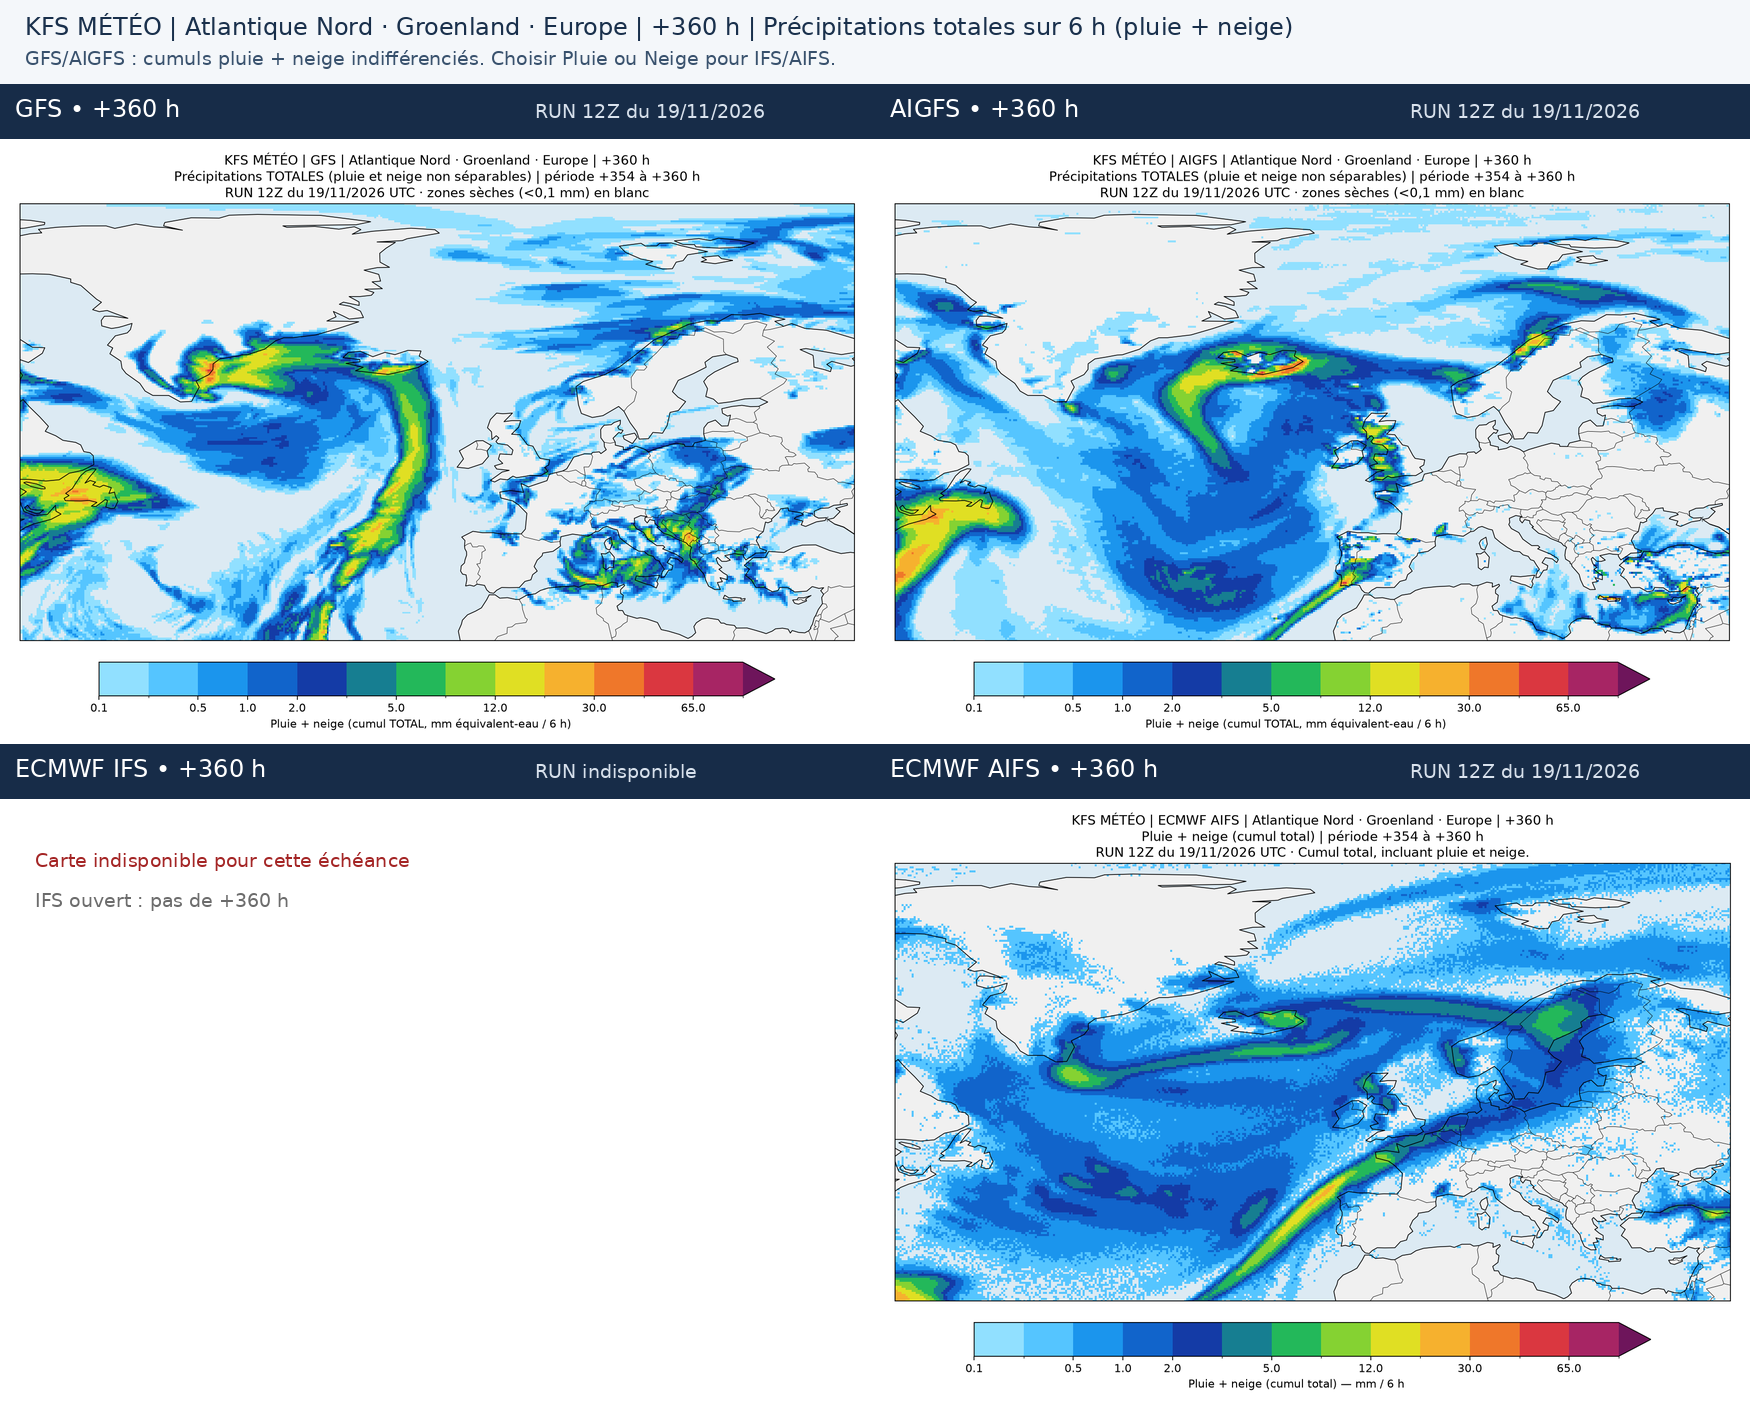 KFS MÉTÉO | Atlantique Nord · Groenland · Europe | +360 h | Précipitations totales sur 6 h (pluie + neige)
GFS/AIGFS : cumuls pluie + neige indifférenciés. Choisir Pluie ou Neige pour IFS/AIFS.
GFS • +360 h
RUN 12Z du 19/11/2026
KFS MÉTÉO | GFS | Atlantique Nord · Groenland · Europe | +360 h
Précipitations TOTALES (pluie et neige non séparables) | période +354 à +360 h
RUN 12Z du 19/11/2026 UTC · zones sèches (<0,1 mm) en blanc
0.1 0.5 1.0 2.0 5.0 12.0 30.0 65.0
Pluie + neige (cumul TOTAL, mm équivalent-eau / 6 h)
AIGFS • +360 h
RUN 12Z du 19/11/2026
KFS MÉTÉO | AIGFS | Atlantique Nord · Groenland · Europe | +360 h
Précipitations TOTALES (pluie et neige non séparables) | période +354 à +360 h
RUN 12Z du 19/11/2026 UTC · zones sèches (<0,1 mm) en blanc
0.1 0.5 1.0 2.0 5.0 12.0 30.0 65.0
Pluie + neige (cumul TOTAL, mm équivalent-eau / 6 h)
ECMWF IFS • +360 h
RUN indisponible
Carte indisponible pour cette échéance
IFS ouvert : pas de +360 h
ECMWF AIFS • +360 h
RUN 12Z du 19/11/2026
KFS MÉTÉO | ECMWF AIFS | Atlantique Nord · Groenland · Europe | +360 h
Pluie + neige (cumul total) | période +354 à +360 h
RUN 12Z du 19/11/2026 UTC · Cumul total, incluant pluie et neige.
0.1 0.5 1.0 2.0 5.0 12.0 30.0 65.0
Pluie + neige (cumul total) — mm / 6 h